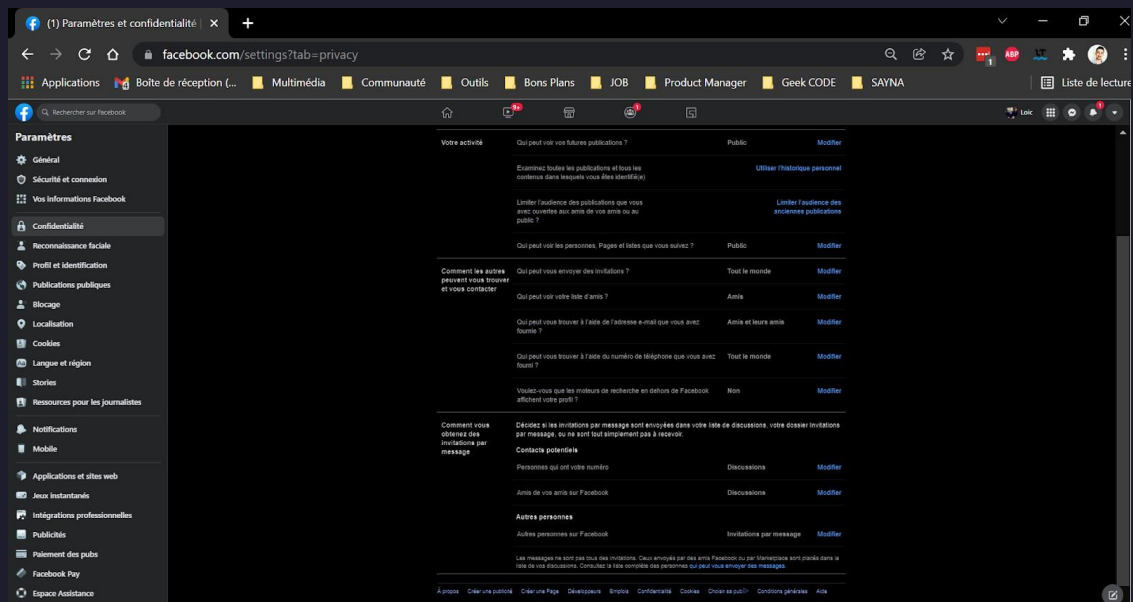 (1) Paramètres et confidentialité |
facebook.com/settings?tab=privacy
1
ABP
LT
Applications
Boîte de réception (...
Multimédia
Communauté
Outils
Bons Plans
JOB
Product Manager
Geek CODE
SAYNA
Liste de lecture
Rechercher sur Facebook
9+
1
Loic
1
Paramètres
Général
Sécurité et connexion
Vos informations Facebook
Confidentialité
Reconnaissance faciale
Profil et identification
Publications publiques
Blocage
Localisation
Cookies
Langue et région
Stories
Ressources pour les journalistes
Notifications
Mobile
Applications et sites web
Jeux instantanés
Intégrations professionnelles
Publicités
Paiement des pubs
Facebook Pay
Espace Assistance
Votre activité
Qui peut voir vos futures publications ?
Public
Modifier
Examinez toutes les publications et tous les
contenus dans lesquels vous êtes identifié(e)
Utiliser l'historique personnel
Limiter l'audience des publications que vous
avez ouvertes aux amis de vos amis ou au
public ?
Limiter l'audience des
anciennes publications
Qui peut voir les personnes, Pages et listes que vous suivez ?
Public
Modifier
Comment les autres
peuvent vous trouver
et vous contacter
Qui peut vous envoyer des invitations ?
Tout le monde
Modifier
Qui peut voir votre liste d'amis ?
Amis
Modifier
Qui peut vous trouver à l'aide de l'adresse e-mail que vous avez
fournie ?
Amis et leurs amis
Modifier
Qui peut vous trouver à l'aide du numéro de téléphone que vous avez
fourni ?
Tout le monde
Modifier
Voulez-vous que les moteurs de recherche en dehors de Facebook
affichent votre profil ?
Non
Modifier
Comment vous
obtenez des
invitations par
message
Décidez si les invitations par message sont envoyées dans votre liste de discussions, votre dossier Invitations
par message, ou ne sont tout simplement pas à recevoir.
Contacts potentiels
Personnes qui ont votre numéro
Discussions
Modifier
Amis de vos amis sur Facebook
Discussions
Modifier
Autres personnes
Autres personnes sur Facebook
Invitations par message
Modifier
Les messages ne sont pas tous des invitations. Ceux envoyés par des amis Facebook ou par Marketplace sont placés dans la
liste de vos discussions. Consultez la liste complète des personnes qui peut vous envoyer des messages.
À propos
Créer une publicité
Créer une Page
Développeurs
Emplois
Confidentialité
Cookies
Choisir sa pub
Conditions générales
Aide